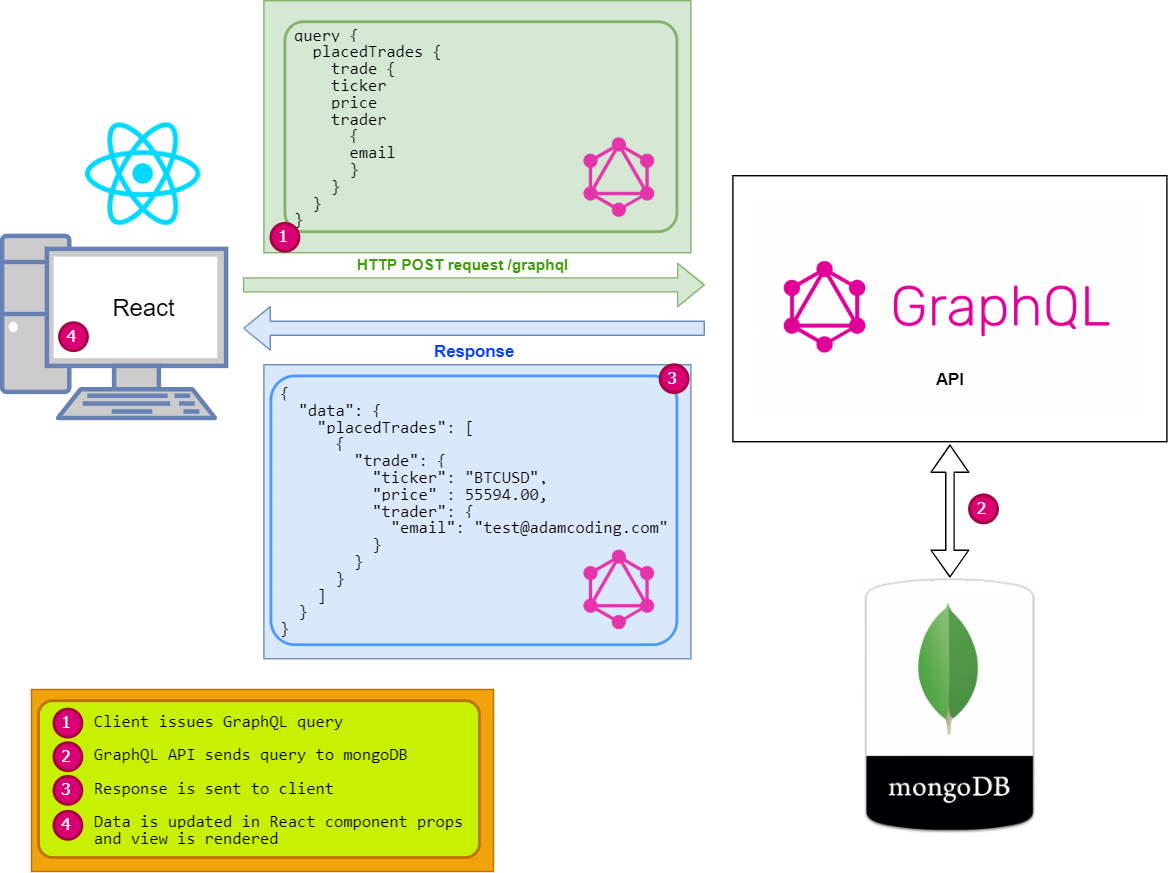 query {
  placedTrades {
    trade {
    ticker
    price
    trader
      {
      email
      }
    }
  }
}
1
HTTP POST request /graphql
React
4
Response
3
{
  "data": {
    "placedTrades": [
      {
        "trade": {
          "ticker": "BTCUSD",
          "price" : 55594.00,
          "trader": {
            "email": "test@adamcoding.com"
          }
        }
      }
    ]
  }
}
GraphQL
API
2
mongoDB
1 Client issues GraphQL query
2 GraphQL API sends query to mongoDB
3 Response is sent to client
4 Data is updated in React component props
and view is rendered